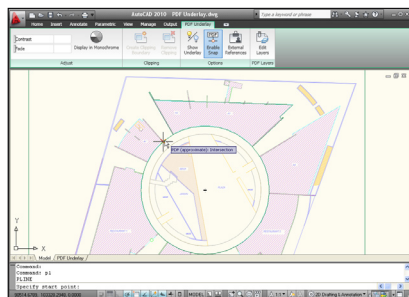 AutoCAD 2010 PDF Underlay.dwg
Type a keyword or phrase
Home Insert Annotate Parametric View Manage Output PDF Underlay
Contrast
Fade
Display in Monochrome
Create Clipping Boundary
Remove Clipping
Show Underlay
Enable Snap
External References
Edit Layers
Adjust Clipping Options PDF Layers
PDF (approximate): Intersection
Y
X
Model PDF Underlay
Command:
Command: pl
PLINE
Specify start point:
MODEL 1:1 2D Drafting & Annotation